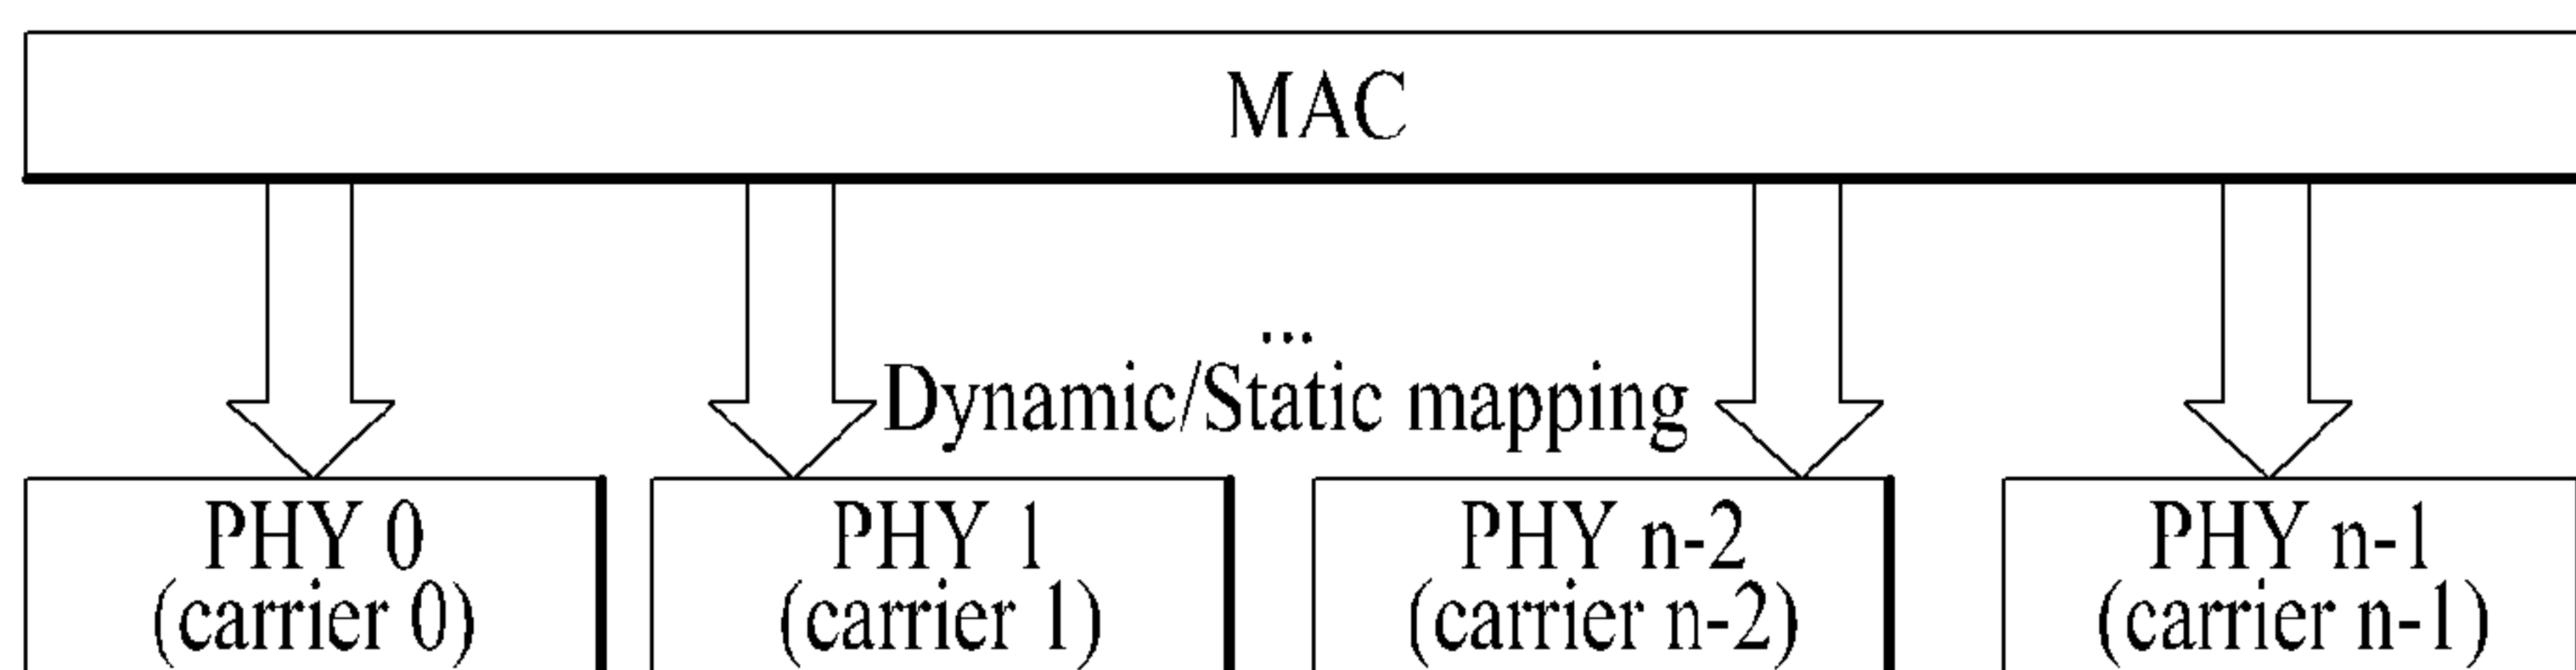 MAC
...
Dynamic/Static mapping
PHY 0
(carrier 0)
PHY 1
(carrier 1)
PHY n-2
(carrier n-2)
PHY n-1
(carrier n-1)